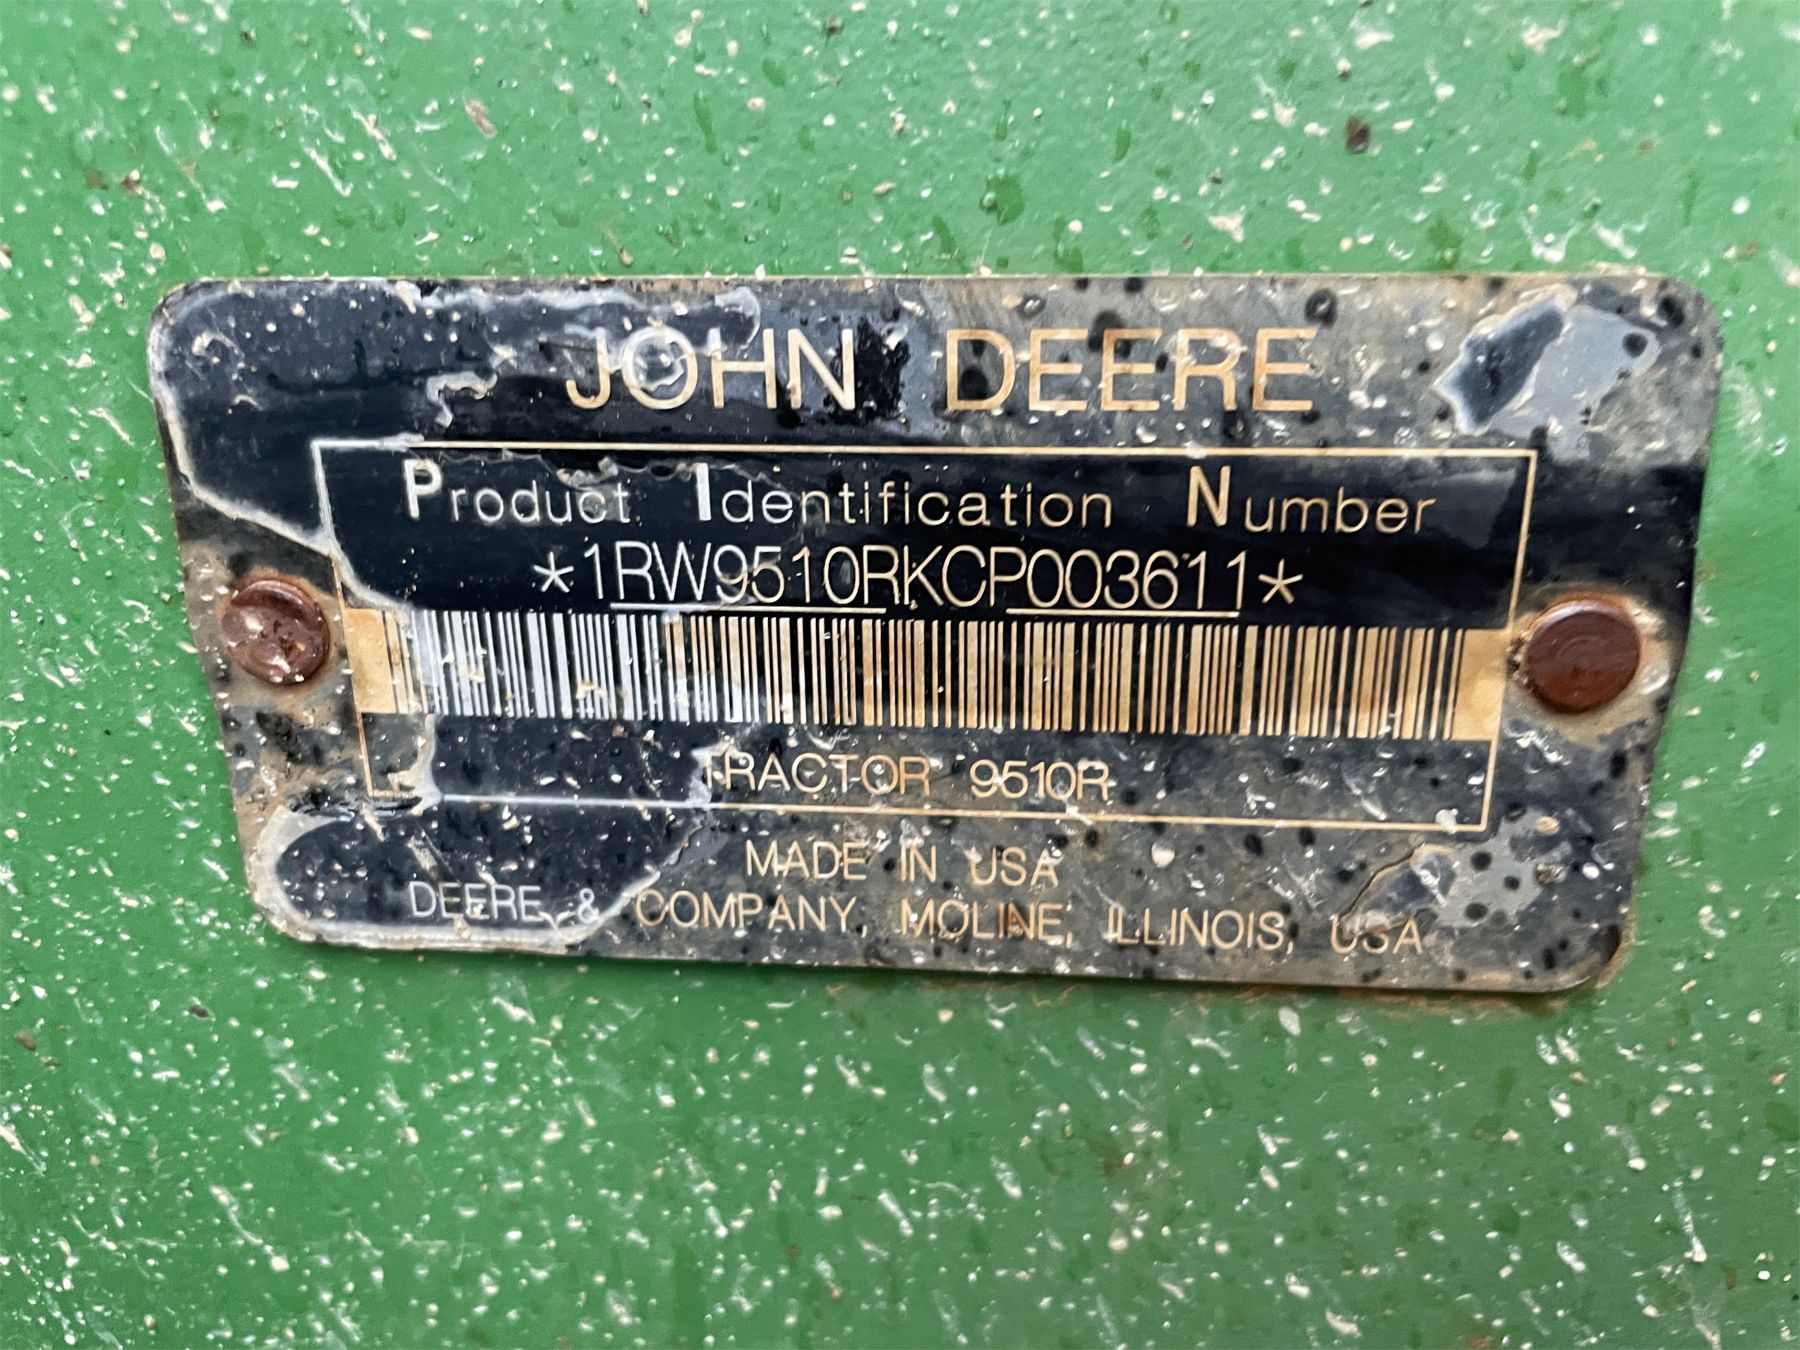 JOHN DEERE
Product Identification Number
*1RW9510RKCP003611*
TRACTOR 9510R
MADE IN USA
DEERE & COMPANY, MOLINE, ILLINOIS, USA